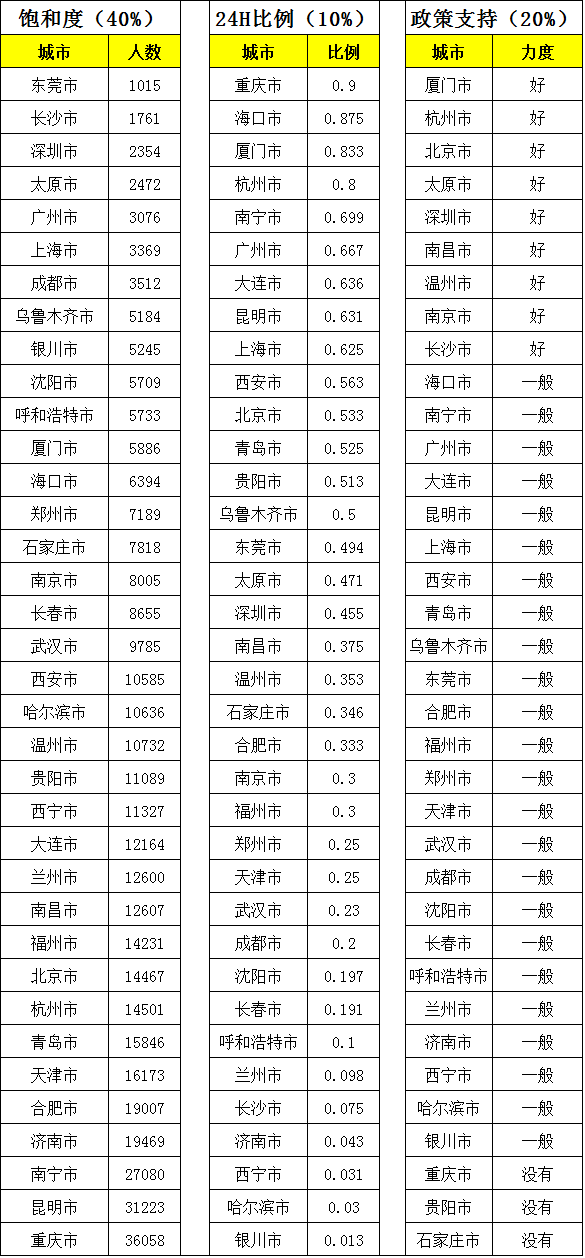 饱和度（40%） 24H比例（10%） 政策支持（20%）
城市 人数 城市 比例 城市 力度
东莞市 1015 重庆市 0.9 厦门市 好
长沙市 1761 海口市 0.875 杭州市 好
深圳市 2354 厦门市 0.833 北京市 好
太原市 2472 杭州市 0.8 太原市 好
广州市 3076 南宁市 0.699 深圳市 好
上海市 3369 广州市 0.667 南昌市 好
成都市 3512 大连市 0.636 温州市 好
乌鲁木齐市 5184 昆明市 0.631 南京市 好
银川市 5245 上海市 0.625 长沙市 好
沈阳市 5709 西安市 0.563 海口市 一般
呼和浩特市 5733 北京市 0.533 南宁市 一般
厦门市 5886 青岛市 0.525 广州市 一般
海口市 6394 贵阳市 0.513 大连市 一般
郑州市 7189 乌鲁木齐市 0.5 昆明市 一般
石家庄市 7818 东莞市 0.494 上海市 一般
南京市 8005 太原市 0.471 西安市 一般
长春市 8655 深圳市 0.455 青岛市 一般
武汉市 9785 南昌市 0.375 乌鲁木齐市 一般
西安市 10585 温州市 0.353 东莞市 一般
哈尔滨市 10636 石家庄市 0.346 合肥市 一般
温州市 10732 合肥市 0.333 福州市 一般
贵阳市 11089 南京市 0.3 郑州市 一般
西宁市 11327 福州市 0.3 天津市 一般
大连市 12164 郑州市 0.25 武汉市 一般
兰州市 12600 天津市 0.25 成都市 一般
南昌市 12607 武汉市 0.23 沈阳市 一般
福州市 14231 成都市 0.2 长春市 一般
北京市 14467 沈阳市 0.197 呼和浩特市 一般
杭州市 14501 长春市 0.191 兰州市 一般
青岛市 15846 呼和浩特市 0.1 济南市 一般
天津市 16173 兰州市 0.098 西宁市 一般
合肥市 19007 长沙市 0.075 哈尔滨市 一般
济南市 19469 济南市 0.043 银川市 一般
南宁市 27080 西宁市 0.031 重庆市 没有
昆明市 31223 哈尔滨市 0.03 贵阳市 没有
重庆市 36058 银川市 0.013 石家庄市 没有